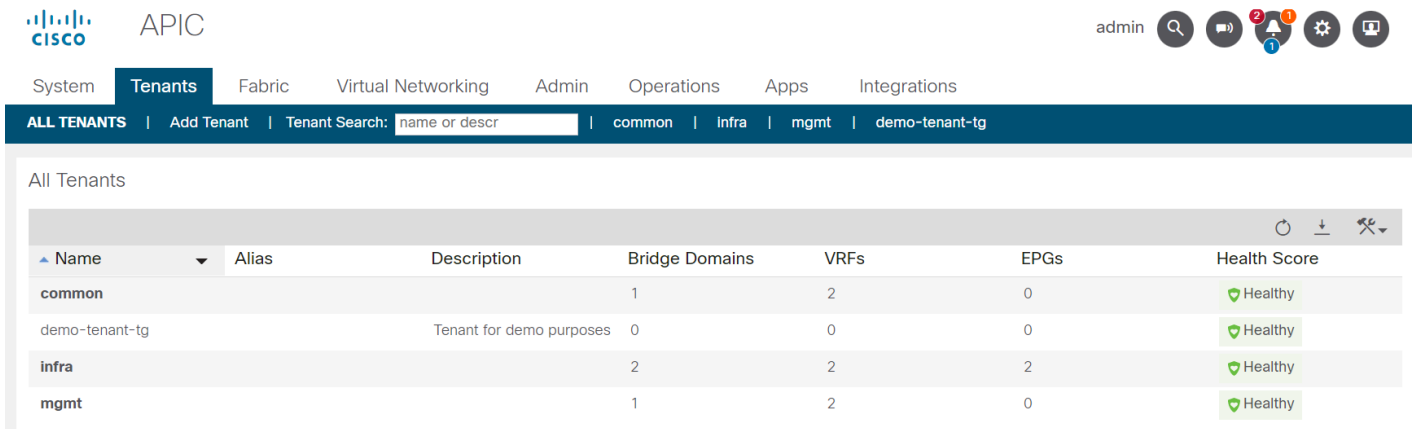 CISCO APIC admin 2 1 1
System Tenants Fabric Virtual Networking Admin Operations Apps Integrations
ALL TENANTS | Add Tenant | Tenant Search: name or descr | common | infra | mgmt | demo-tenant-tg
All Tenants
Name Alias Description Bridge Domains VRFs EPGs Health Score
common 1 2 0 Healthy
demo-tenant-tg Tenant for demo purposes 0 0 0 Healthy
infra 2 2 2 Healthy
mgmt 1 2 0 Healthy